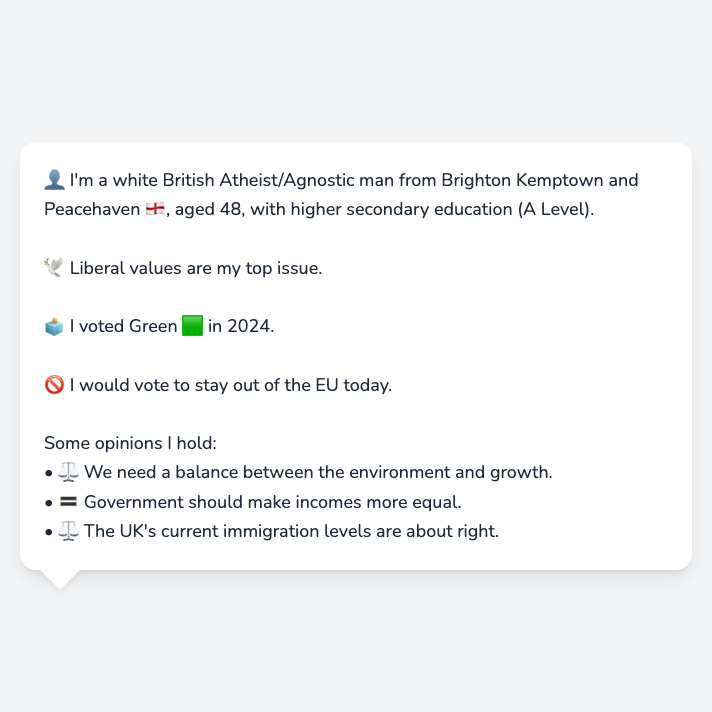 👤 I'm a white British Atheist/Agnostic man from Brighton Kemptown and
Peacehaven 🏴󠁧󠁢󠁥󠁮󠁧󠁿, aged 48, with higher secondary education (A Level).
🕊️ Liberal values are my top issue.
🗳️ I voted Green 🟩 in 2024.
🚫 I would vote to stay out of the EU today.
Some opinions I hold:
• ⚖️ We need a balance between the environment and growth.
• 🟰 Government should make incomes more equal.
• ⚖️ The UK's current immigration levels are about right.